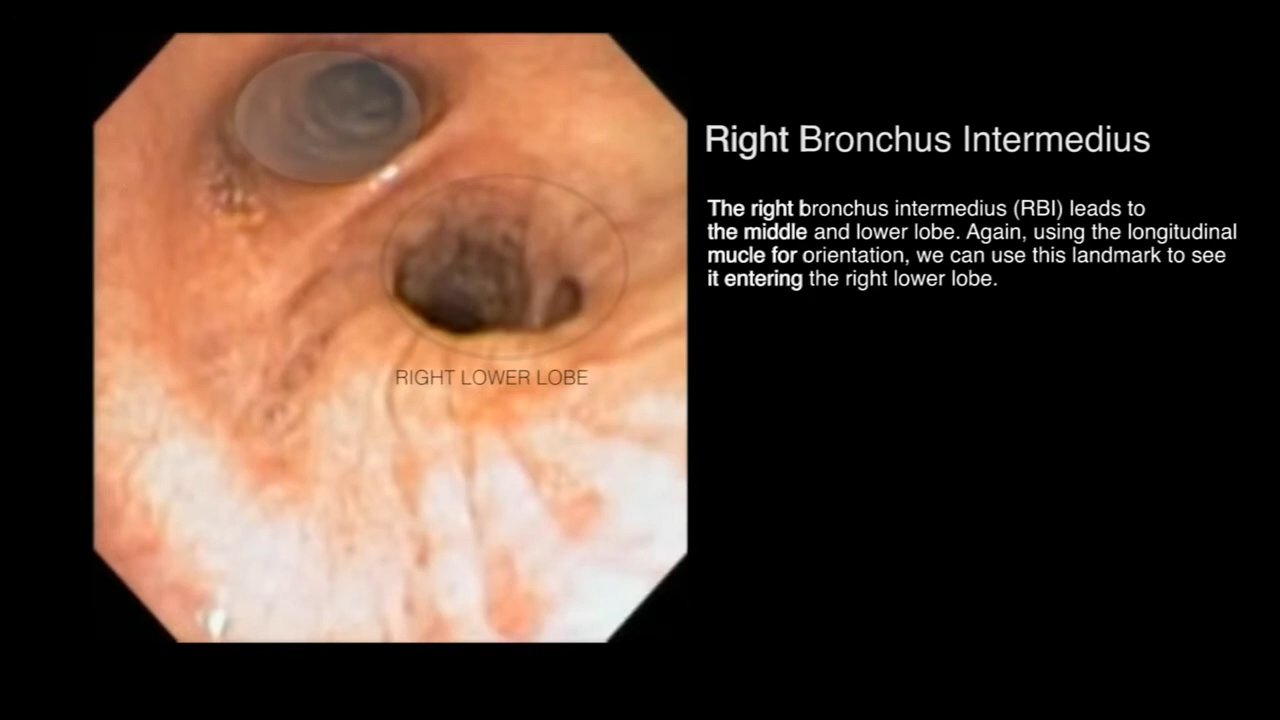 Right Bronchus Intermedius
The right bronchus intermedius (RBI) leads to
the middle and lower lobe. Again, using the longitudinal
mucle for orientation, we can use this landmark to see
it entering the right lower lobe.
RIGHT LOWER LOBE